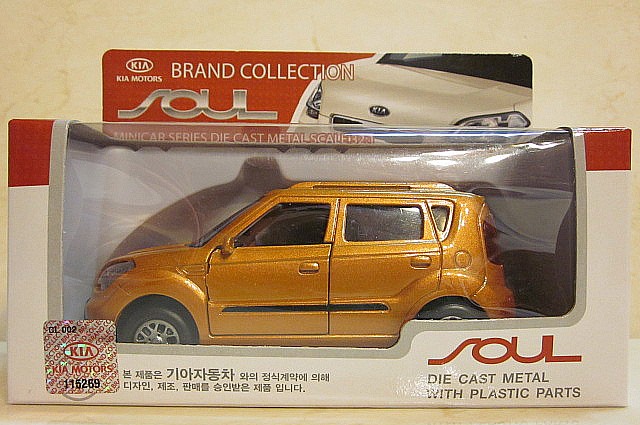 KIA
KIA MOTORS
BRAND COLLECTION
SOUL
MINICAR SERIES DIE CAST METAL SCALE
GL 002
KIA
KIA MOTORS
115269
본 제품은 기아자동차 와의 정식계약에 의해
디자인, 제조, 판매를 승인받은 제품 입니다.
SOUL
DIE CAST METAL
WITH PLASTIC PARTS